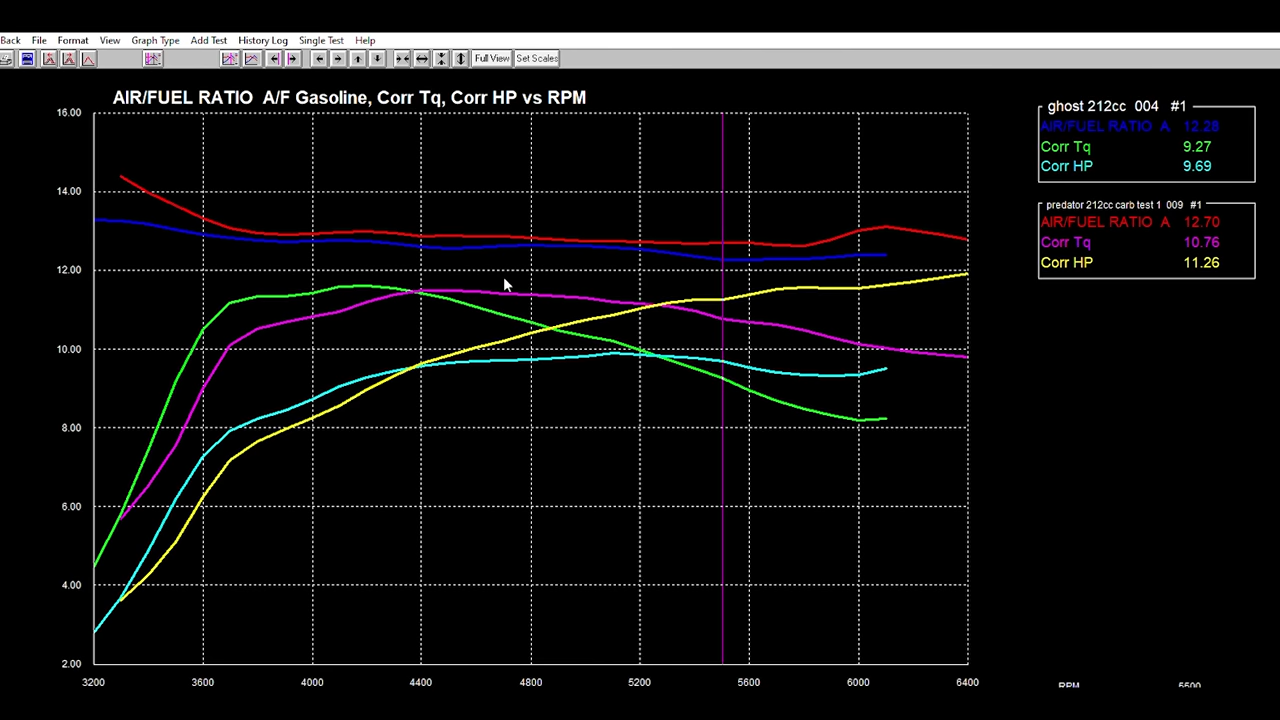 Back File Format View Graph Type Add Test History Log Single Test Help
Full View Set Scales
AIR/FUEL RATIO A/F Gasoline, Corr Tq, Corr HP vs RPM
16.00
14.00
12.00
10.00
8.00
6.00
4.00
2.00
3200 3600 4000 4400 4800 5200 5600 6000 6400
ghost 212cc 004 #1
AIR/FUEL RATIO A 12.28
Corr Tq 9.27
Corr HP 9.69
predator 212cc carb test 1 009 #1
AIR/FUEL RATIO A 12.70
Corr Tq 10.76
Corr HP 11.26
RPM 5500